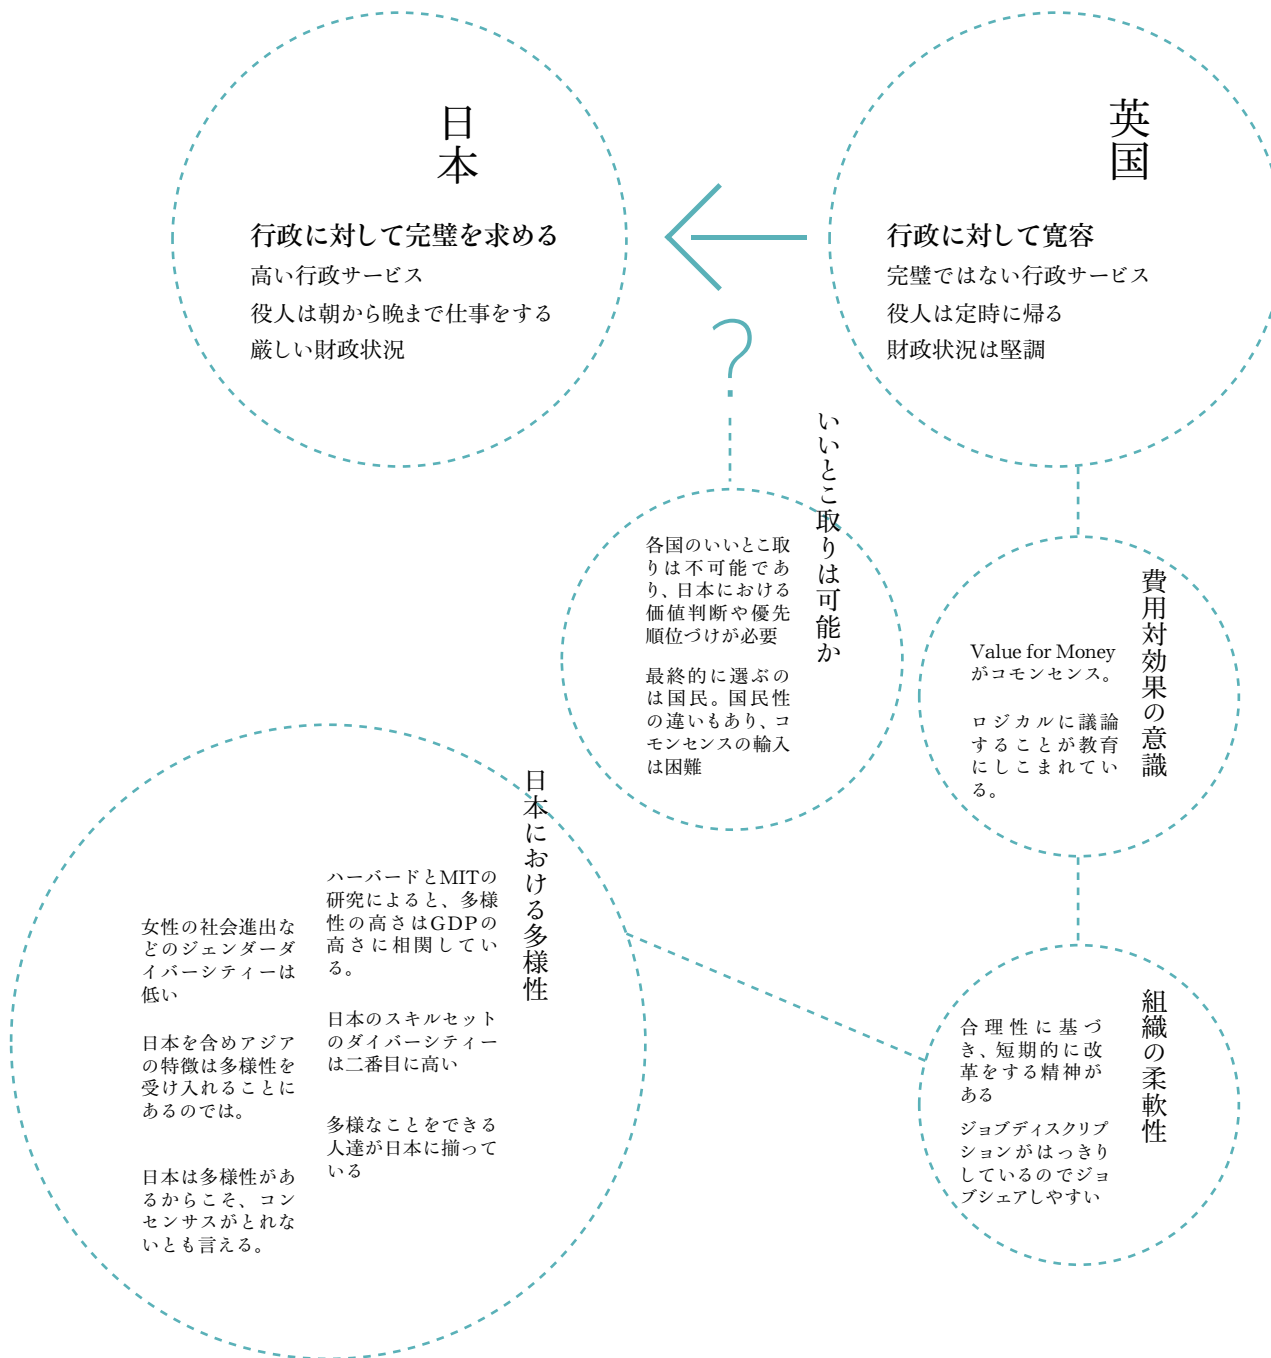 日本
行政に対して完璧を求める
高い行政サービス
役人は朝から晩まで仕事をする
厳しい財政状況
英国
行政に対して寛容
完璧ではない行政サービス
役人は定時に帰る
財政状況は堅調
?
いいとこ取りは可能か
各国のいいとこ取
りは不可能であ
り、日本における
価値判断や優先
順位づけが必要
最終的に選ぶの
は国民。国民性
の違いもあり、コ
モンセンスの輸入
は困難
費用対効果の意識
Value for Money
がコモンセンス。
ロジカルに議論
することが教育
にしこまれてい
る。
日本における多様性
ハーバードとMITの
研究によると、多様
性の高さはGDPの
高さに相関してい
る。
日本のスキルセット
のダイバーシティー
は二番目に高い
多様なことをできる
人達が日本に揃って
いる
女性の社会進出な
どのジェンダーダ
イバーシティーは
低い
日本を含めアジア
の特徴は多様性を
受け入れることに
あるのでは。
日本は多様性があ
るからこそ、コン
センサスがとれな
いとも言える。
組織の柔軟性
合理性に基づ
き、短期的に改
革をする精神が
ある
ジョブディスクリプ
ションがはっきり
しているのでジョ
ブシェアしやすい